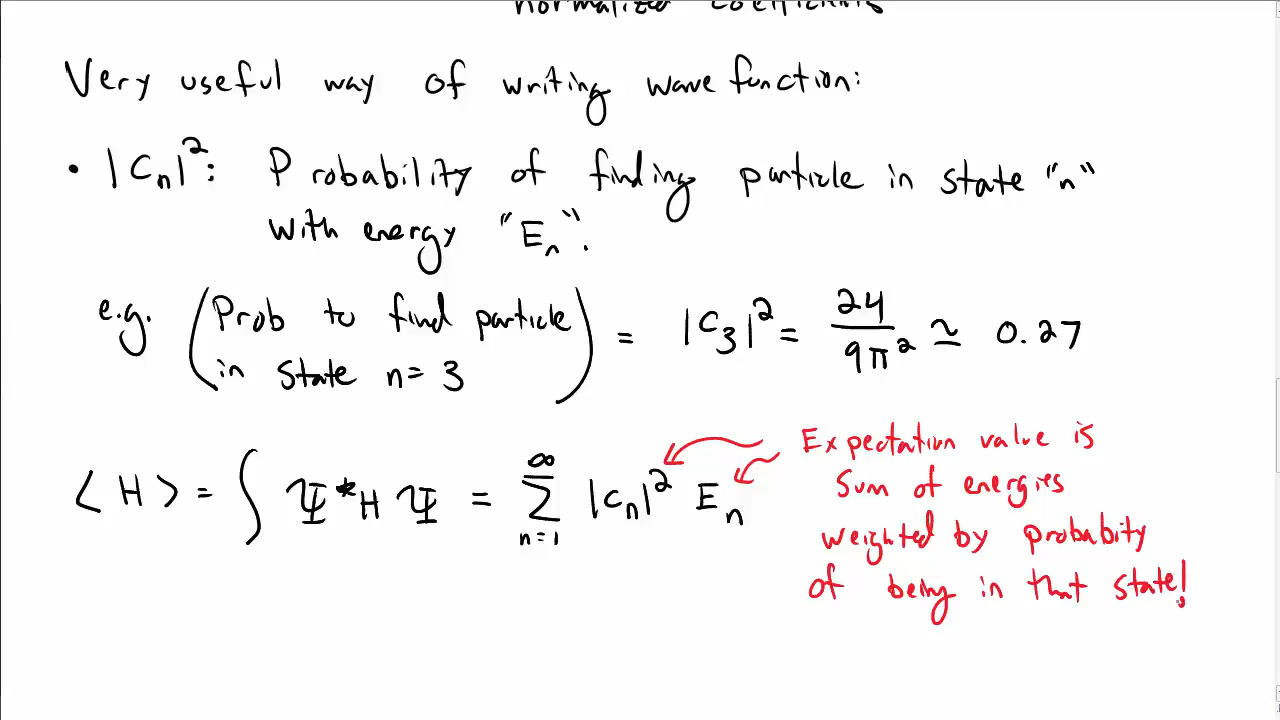 normalized coefficients
Very useful way of writing wave function:
• |Cn|²: Probability of finding particle in state "n"
with energy "En".
e.g. (Prob to find particle in state n=3) = |C₃|² = 24/9π² ≃ 0.27
⟨H⟩ = ∫ Ψ*HΨ = ∑ₙ₌₁^∞ |cn|² En
Expectation value is
Sum of energies
weighted by probabity
of being in that state!